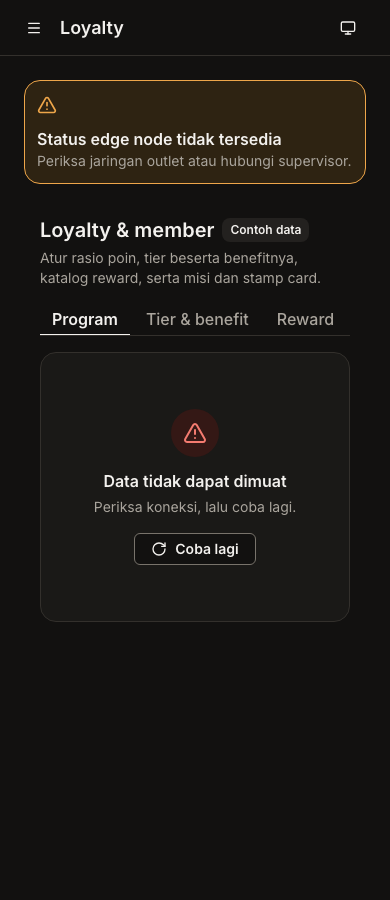 Loyalty
Status edge node tidak tersedia
Periksa jaringan outlet atau hubungi supervisor.
Loyalty & member Contoh data
Atur rasio poin, tier beserta benefitnya,
katalog reward, serta misi dan stamp card.
Program Tier & benefit Reward
Data tidak dapat dimuat
Periksa koneksi, lalu coba lagi.
Coba lagi